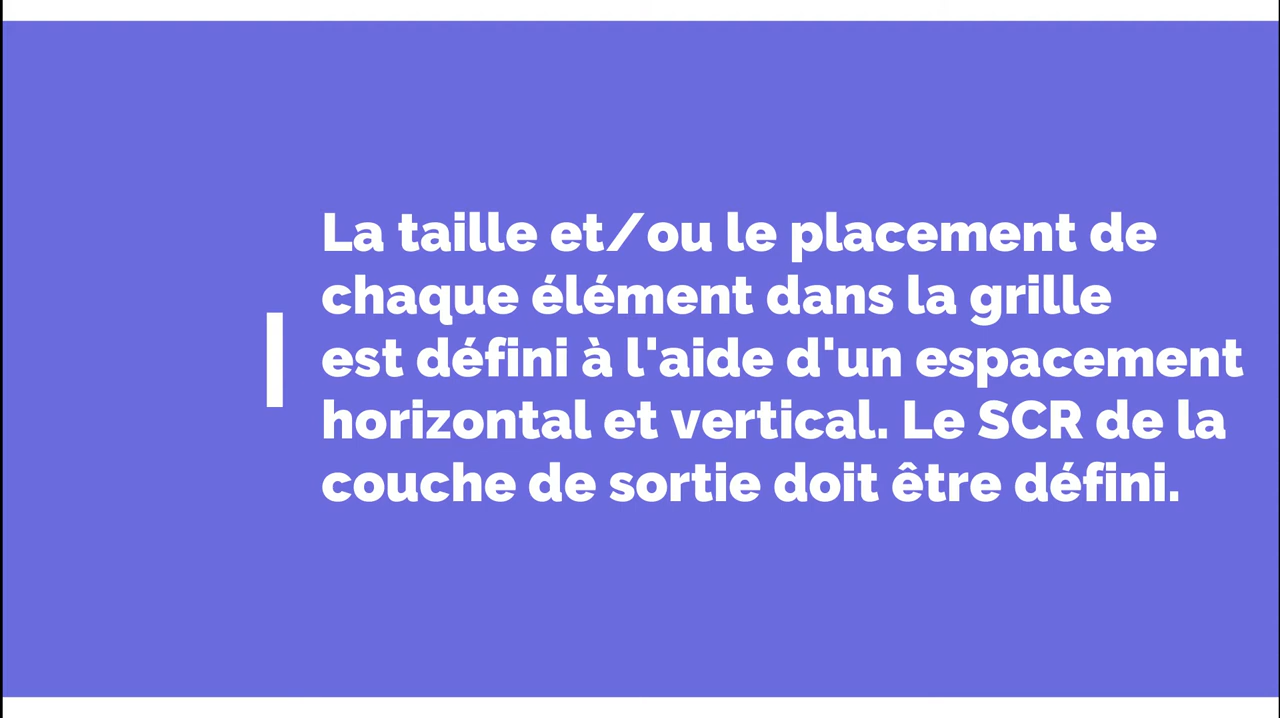 La taille et/ou le placement de
chaque élément dans la grille
est défini à l'aide d'un espacement
horizontal et vertical. Le SCR de la
couche de sortie doit être défini.